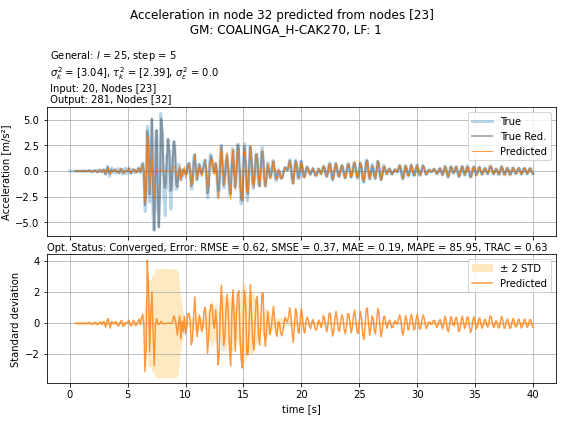 Acceleration in node 32 predicted from nodes [23]
GM: COALINGA_H-CAK270, LF: 1
General: l = 25, step = 5
σ²ₖ = [3.04], τ²ₖ = [2.39], σ²ε = 0.0
Input: 20, Nodes [23]
Output: 281, Nodes [32]
Acceleration [m/s²]
5.0
2.5
0.0
−2.5
−5.0
True
True Red.
Predicted
Opt. Status: Converged, Error: RMSE = 0.62, SMSE = 0.37, MAE = 0.19, MAPE = 85.95, TRAC = 0.63
Standard deviation
4
2
0
−2
± 2 STD
Predicted
0 5 10 15 20 25 30 35 40
time [s]